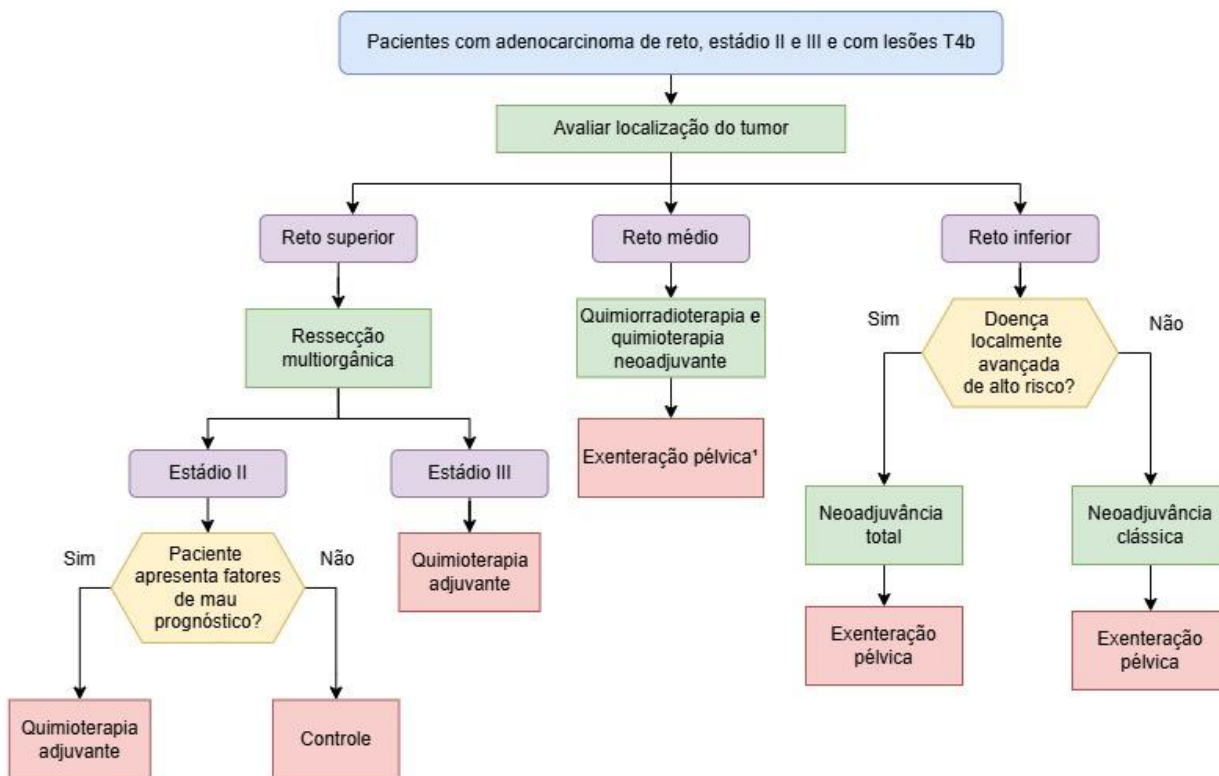 Pacientes com adenocarcinoma de reto, estádio II e III e com lesões T4b
Avaliar localização do tumor
Reto superior
Reto médio
Reto inferior
Ressecção
multiorgânica
Quimiorradioterapia e
quimioterapia
neoadjuvante
Sim
Doença
localmente
avançada
de alto risco?
Não
Estádio II
Estádio III
Exenteração pélvica¹
Neoadjuvância
total
Neoadjuvância
clássica
Sim
Paciente
apresenta fatores
de mau
prognóstico?
Não
Quimioterapia
adjuvante
Exenteração
pélvica
Exenteração
pélvica
Quimioterapia
adjuvante
Controle